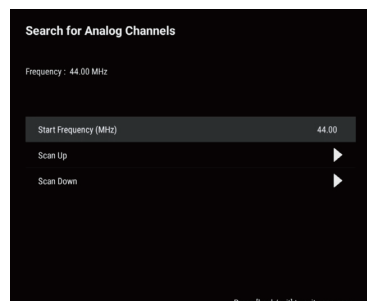 Search for Analog Channels
Frequency : 44.00 MHz
Start Frequency (MHz) 44.00
Scan Up
Scan Down